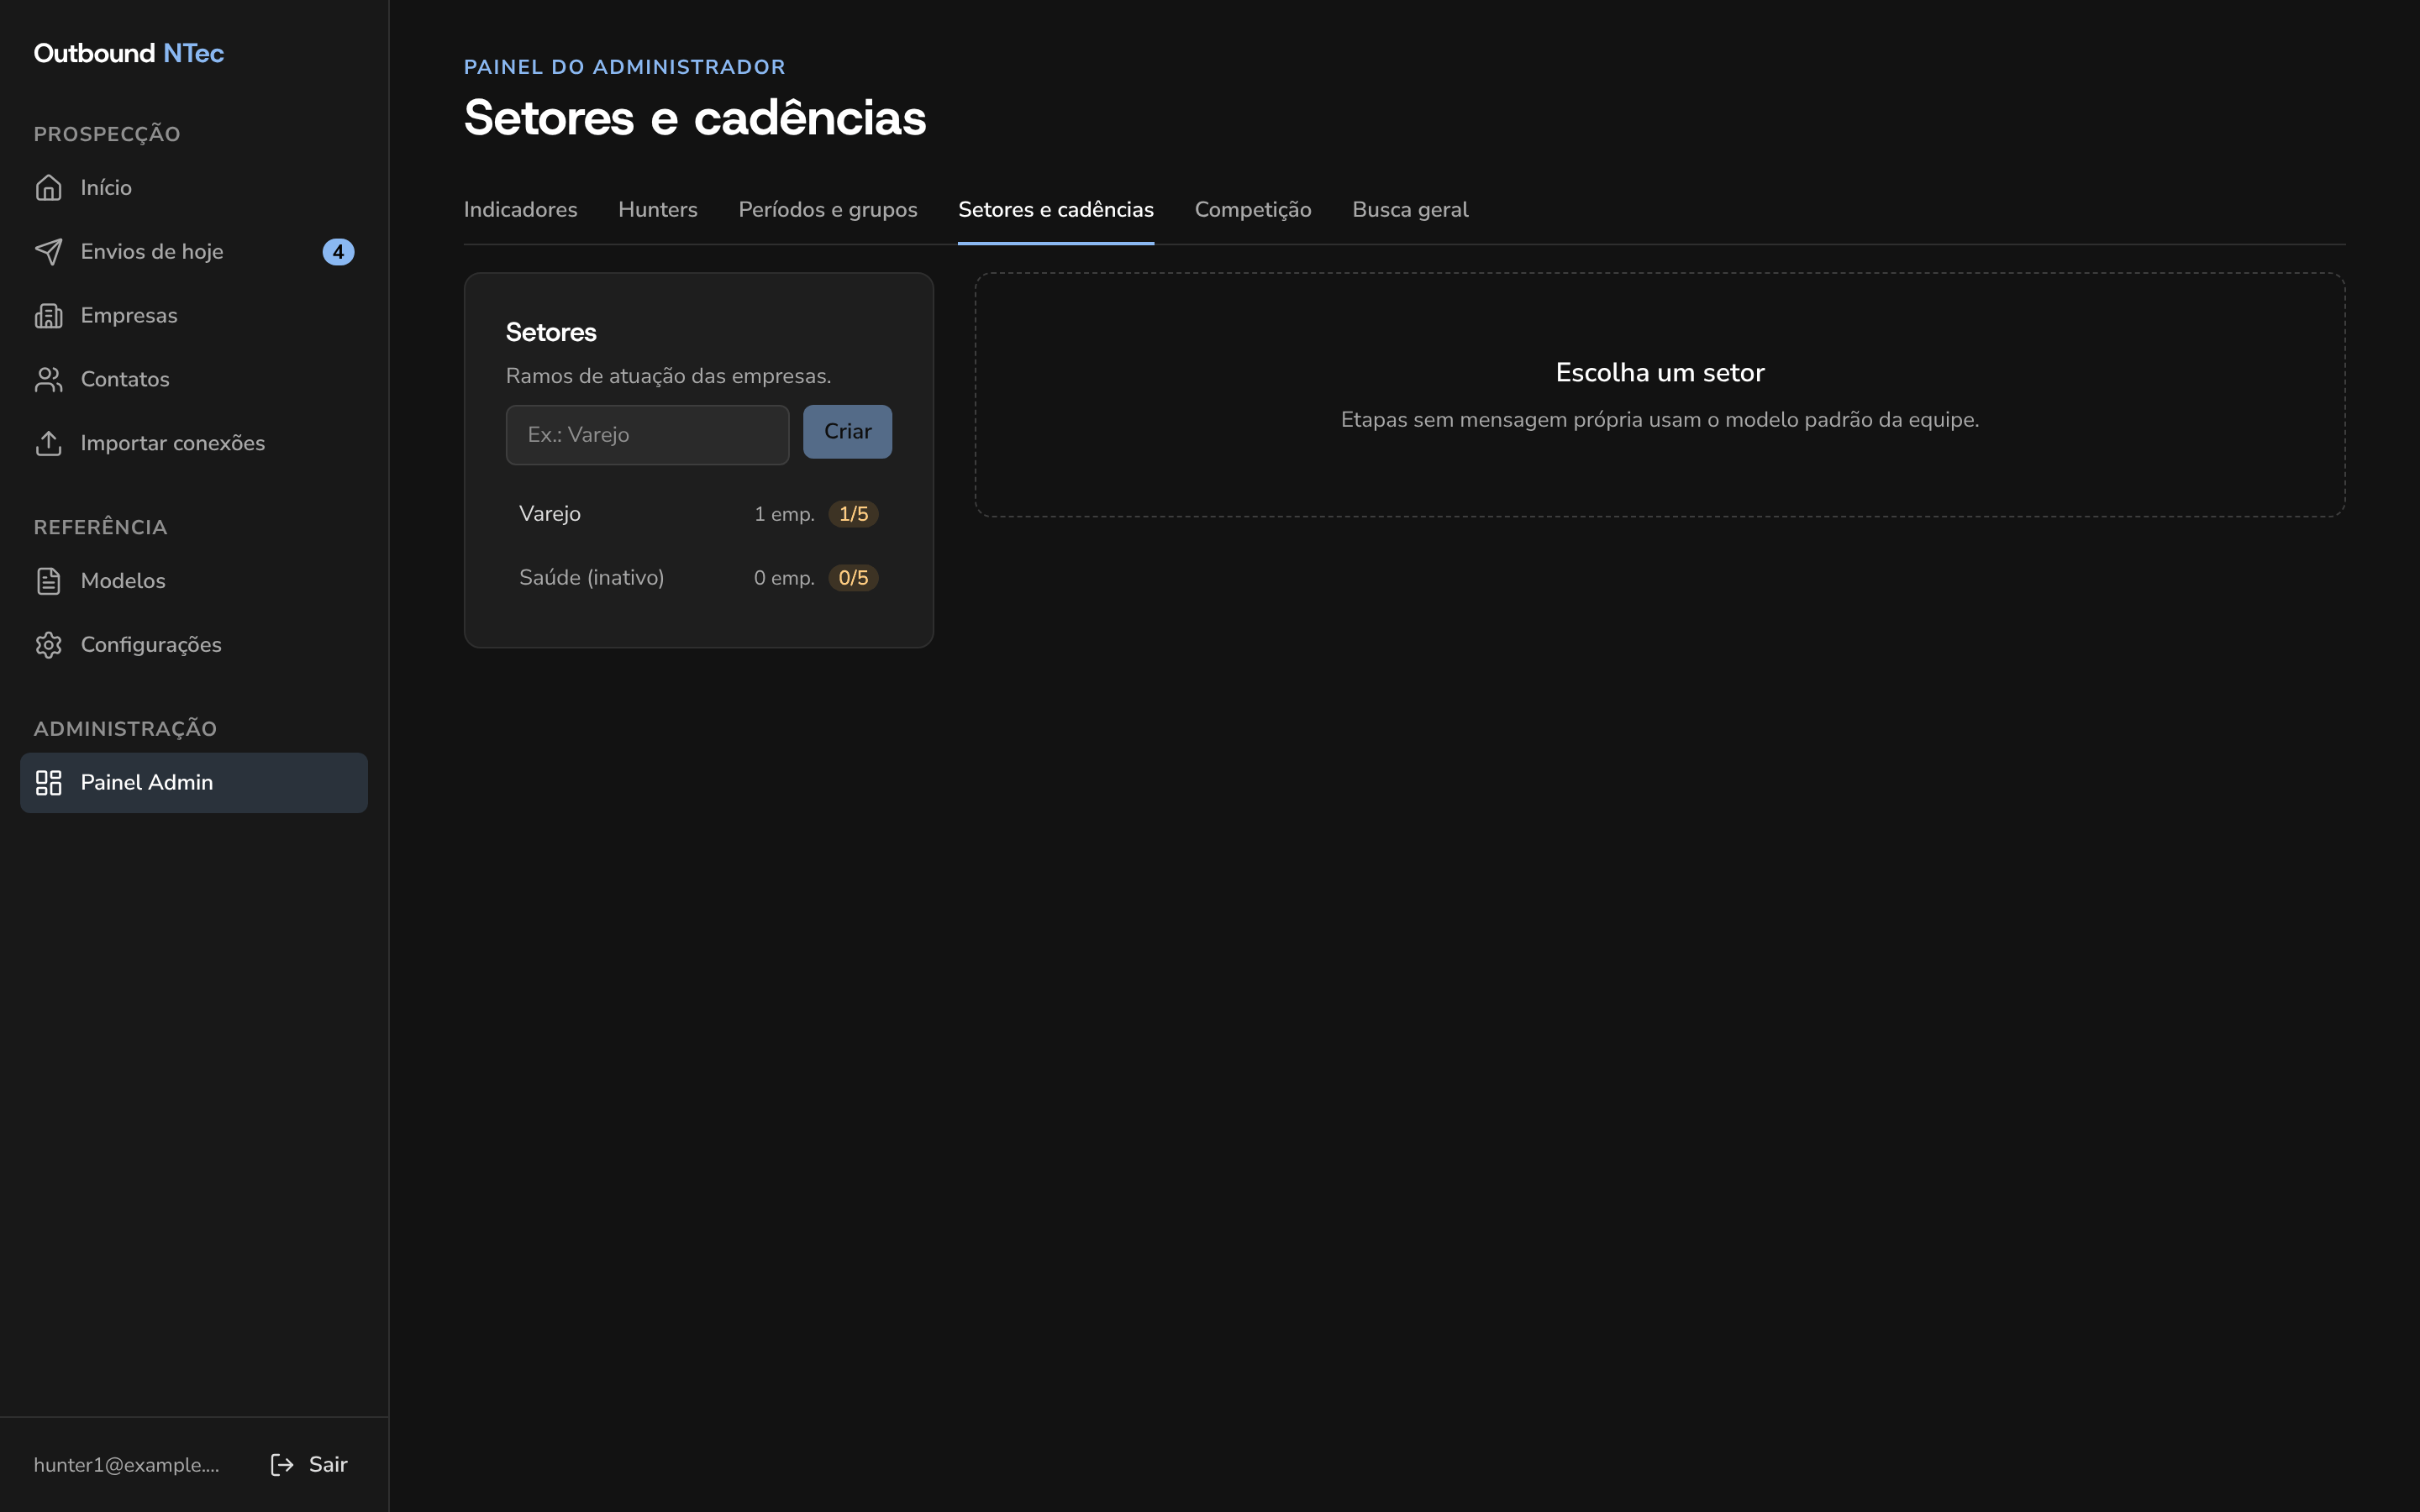 Outbound NTec
PROSPECÇÃO
Início
Envios de hoje 4
Empresas
Contatos
Importar conexões
REFERÊNCIA
Modelos
Configurações
ADMINISTRAÇÃO
Painel Admin
hunter1@example.... Sair
PAINEL DO ADMINISTRADOR
Setores e cadências
Indicadores Hunters Períodos e grupos Setores e cadências Competição Busca geral
Setores
Ramos de atuação das empresas.
Ex.: Varejo Criar
Varejo 1 emp. 1/5
Saúde (inativo) 0 emp. 0/5
Escolha um setor
Etapas sem mensagem própria usam o modelo padrão da equipe.